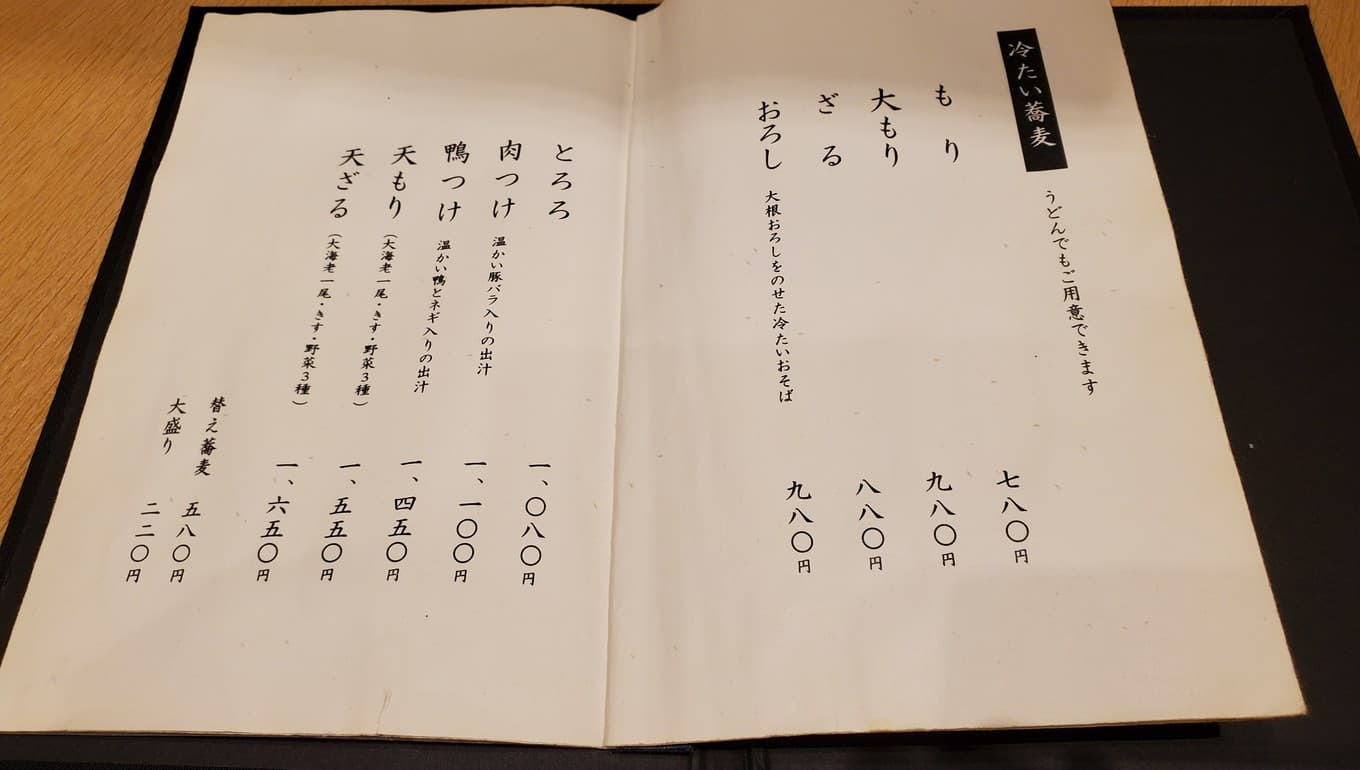 冷たい蕎麦
うどんでもご用意できます
もり 七八〇円
大もり 九八〇円
ざる 八八〇円
おろし 大根おろしをのせた冷たいおそば 九八〇円
とろろ 一、〇八〇円
肉つけ 温かい豚バラ入りの出汁 一、一〇〇円
鴨つけ 温かい鴨とネギ入りの出汁 一、四五〇円
天もり (大海老一尾・きす・野菜3種) 一、五五〇円
天ざる (大海老一尾・きす・野菜3種) 一、六五〇円
替え蕎麦 五八〇円
大盛り 二二〇円